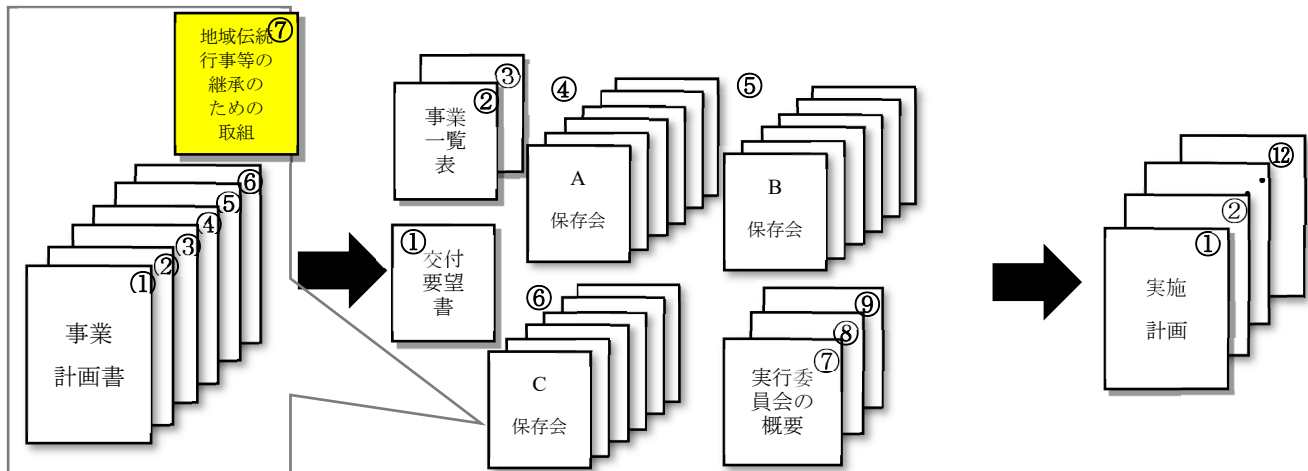 地域伝統
行事等の
継承の
ための
取組
⑦
事業
計画書
①
②
③
④
⑤
⑥
①
交付
要望
書
②
事業
一覧
表
③
④
A
保存会
⑤
B
保存会
⑥
C
保存会
⑦
実行委
員会の
概要
⑧
⑨
①
実施
計画
②
⑫